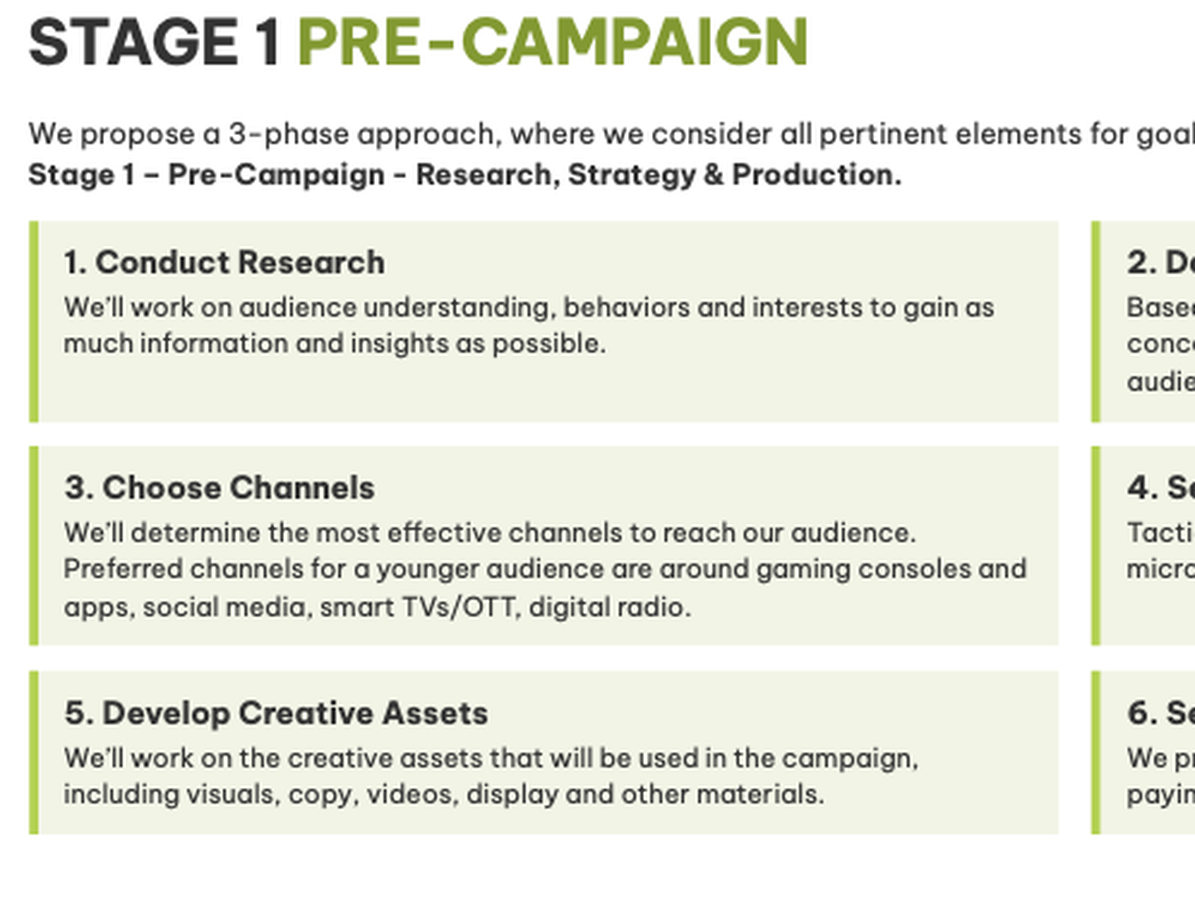 STAGE 1 PRE-CAMPAIGN
We propose a 3-phase approach, where we consider all pertinent elements for
Stage 1 – Pre-Campaign - Research, Strategy & Production.
1. Conduct Research
We'll work on audience understanding, behaviors and interests to gain as
much information and insights as possible.
2.
3. Choose Channels
We'll determine the most effective channels to reach our audience.
Preferred channels for a younger audience are around gaming consoles and
apps, social media, smart TVs/OTT, digital radio.
4.
5. Develop Creative Assets
We'll work on the creative assets that will be used in the campaign,
including visuals, copy, videos, display and other materials.
6.
We